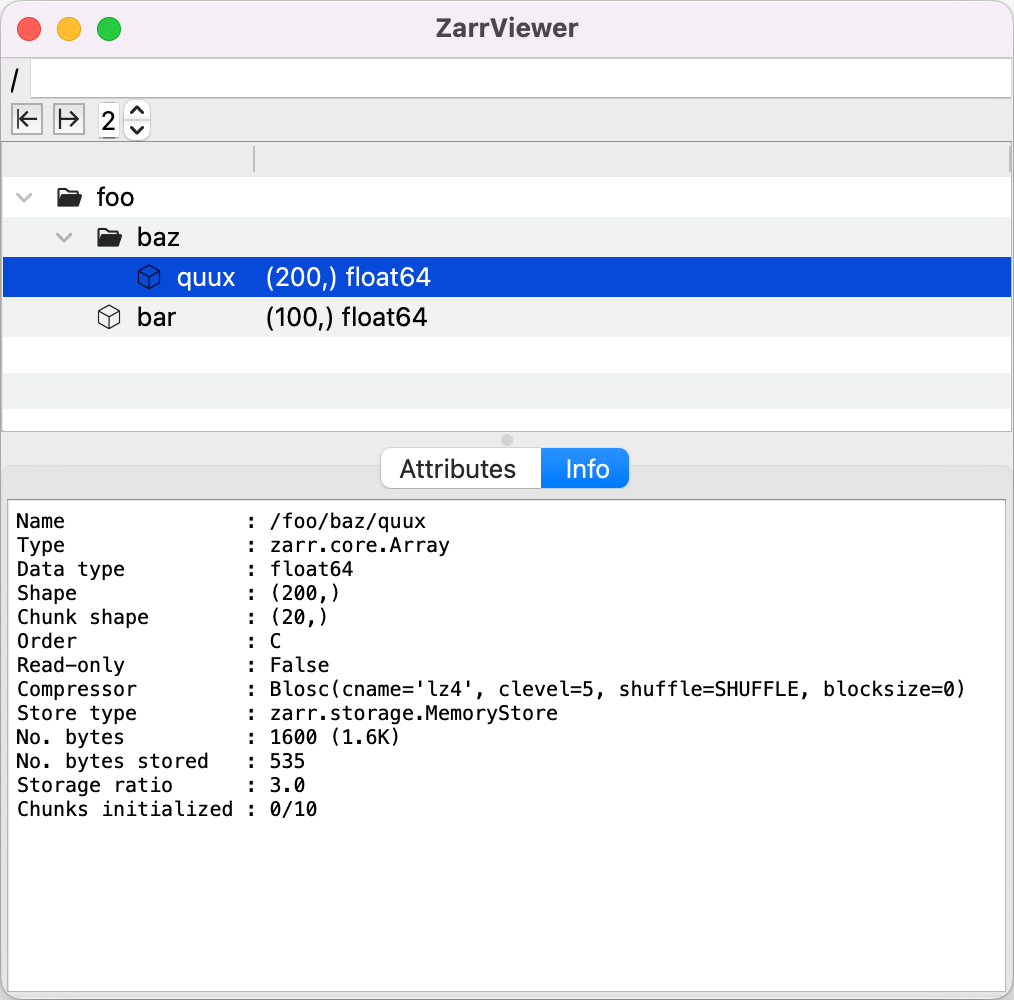 ZarrViewer
/
2
foo
baz
quux (200,) float64
bar (100,) float64
Attributes Info
Name : /foo/baz/quux
Type : zarr.core.Array
Data type : float64
Shape : (200,)
Chunk shape : (20,)
Order : C
Read-only : False
Compressor : Blosc(cname='lz4', clevel=5, shuffle=SHUFFLE, blocksize=0)
Store type : zarr.storage.MemoryStore
No. bytes : 1600 (1.6K)
No. bytes stored : 535
Storage ratio : 3.0
Chunks initialized : 0/10